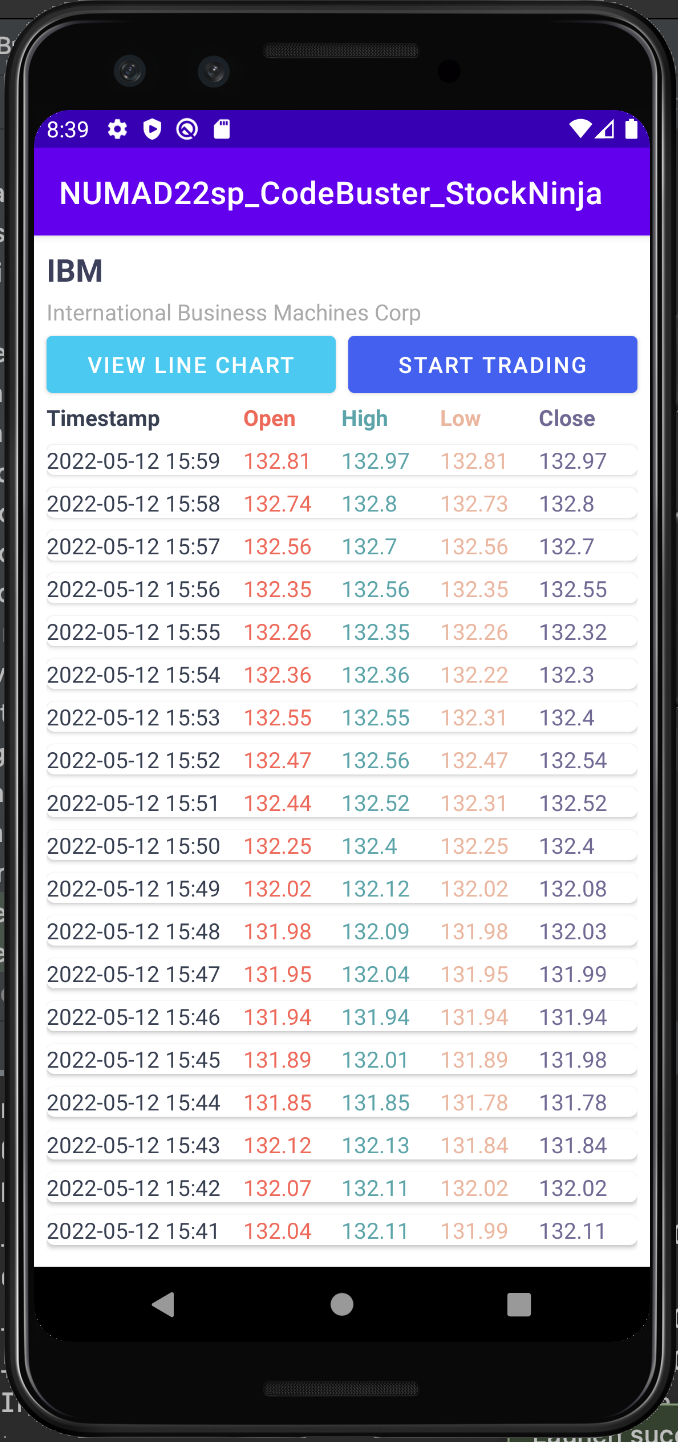 8:39
NUMAD22sp_CodeBuster_StockNinja
IBM
International Business Machines Corp
VIEW LINE CHART START TRADING
Timestamp Open High Low Close
2022-05-12 15:59 132.81 132.97 132.81 132.97
2022-05-12 15:58 132.74 132.8 132.73 132.8
2022-05-12 15:57 132.56 132.7 132.56 132.7
2022-05-12 15:56 132.35 132.56 132.35 132.55
2022-05-12 15:55 132.26 132.35 132.26 132.32
2022-05-12 15:54 132.36 132.36 132.22 132.3
2022-05-12 15:53 132.55 132.55 132.31 132.4
2022-05-12 15:52 132.47 132.56 132.47 132.54
2022-05-12 15:51 132.44 132.52 132.31 132.52
2022-05-12 15:50 132.25 132.4 132.25 132.4
2022-05-12 15:49 132.02 132.12 132.02 132.08
2022-05-12 15:48 131.98 132.09 131.98 132.03
2022-05-12 15:47 131.95 132.04 131.95 131.99
2022-05-12 15:46 131.94 131.94 131.94 131.94
2022-05-12 15:45 131.89 132.01 131.89 131.98
2022-05-12 15:44 131.85 131.85 131.78 131.78
2022-05-12 15:43 132.12 132.13 131.84 131.84
2022-05-12 15:42 132.07 132.11 132.02 132.02
2022-05-12 15:41 132.04 132.11 131.99 132.11